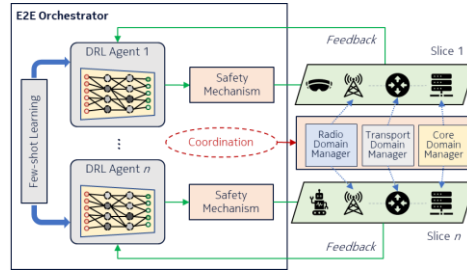 E2E Orchestrator
Feedback
Slice 1
DRL Agent 1
Safety
Mechanism
Few-shot Learning
...
Coordination
Radio
Domain
Manager
Transport
Domain
Manager
Core
Domain
Manager
DRL Agent n
Safety
Mechanism
Feedback
Slice n